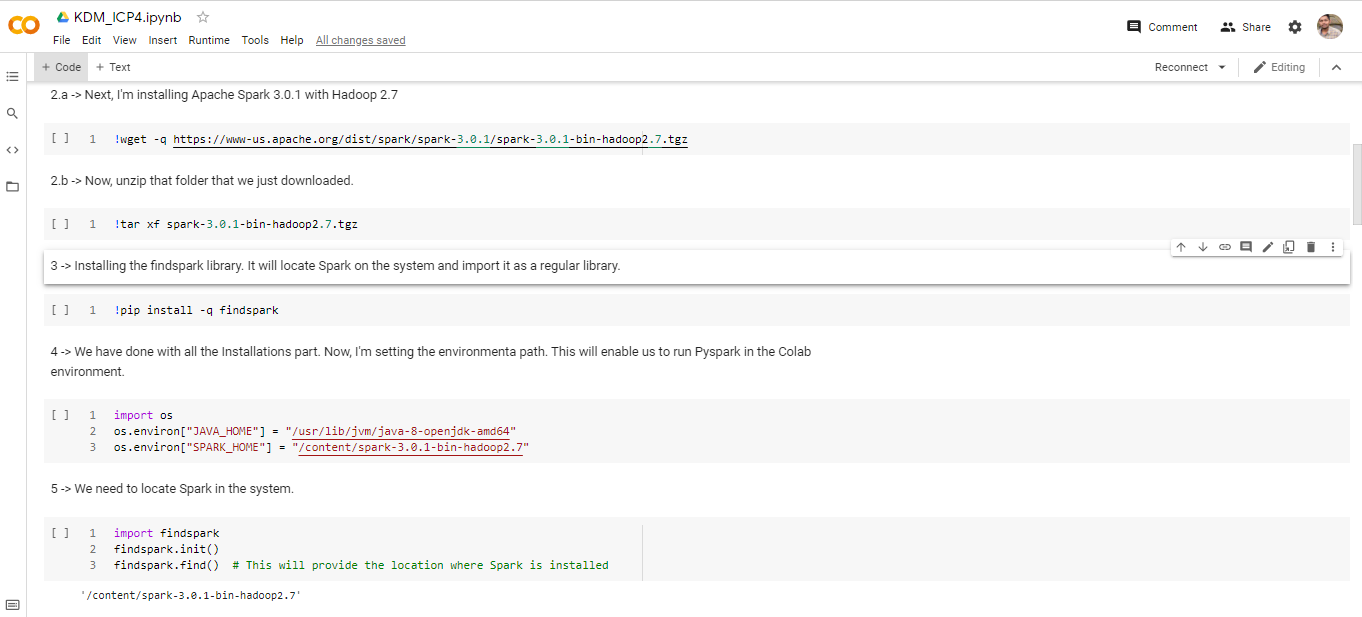 KDM_ICP4.ipynb
File Edit View Insert Runtime Tools Help All changes saved
Comment Share
+ Code + Text
Reconnect Editing
2.a -> Next, I'm installing Apache Spark 3.0.1 with Hadoop 2.7
[ ] 1 !wget -q https://www-us.apache.org/dist/spark/spark-3.0.1/spark-3.0.1-bin-hadoop2.7.tgz
2.b -> Now, unzip that folder that we just downloaded.
[ ] 1 !tar xf spark-3.0.1-bin-hadoop2.7.tgz
3 -> Installing the findspark library. It will locate Spark on the system and import it as a regular library.
[ ] 1 !pip install -q findspark
4 -> We have done with all the Installations part. Now, I'm setting the environmenta path. This will enable us to run Pyspark in the Colab
environment.
[ ] 1 import os
2 os.environ["JAVA_HOME"] = "/usr/lib/jvm/java-8-openjdk-amd64"
3 os.environ["SPARK_HOME"] = "/content/spark-3.0.1-bin-hadoop2.7"
5 -> We need to locate Spark in the system.
[ ] 1 import findspark
2 findspark.init()
3 findspark.find() # This will provide the location where Spark is installed
'/content/spark-3.0.1-bin-hadoop2.7'